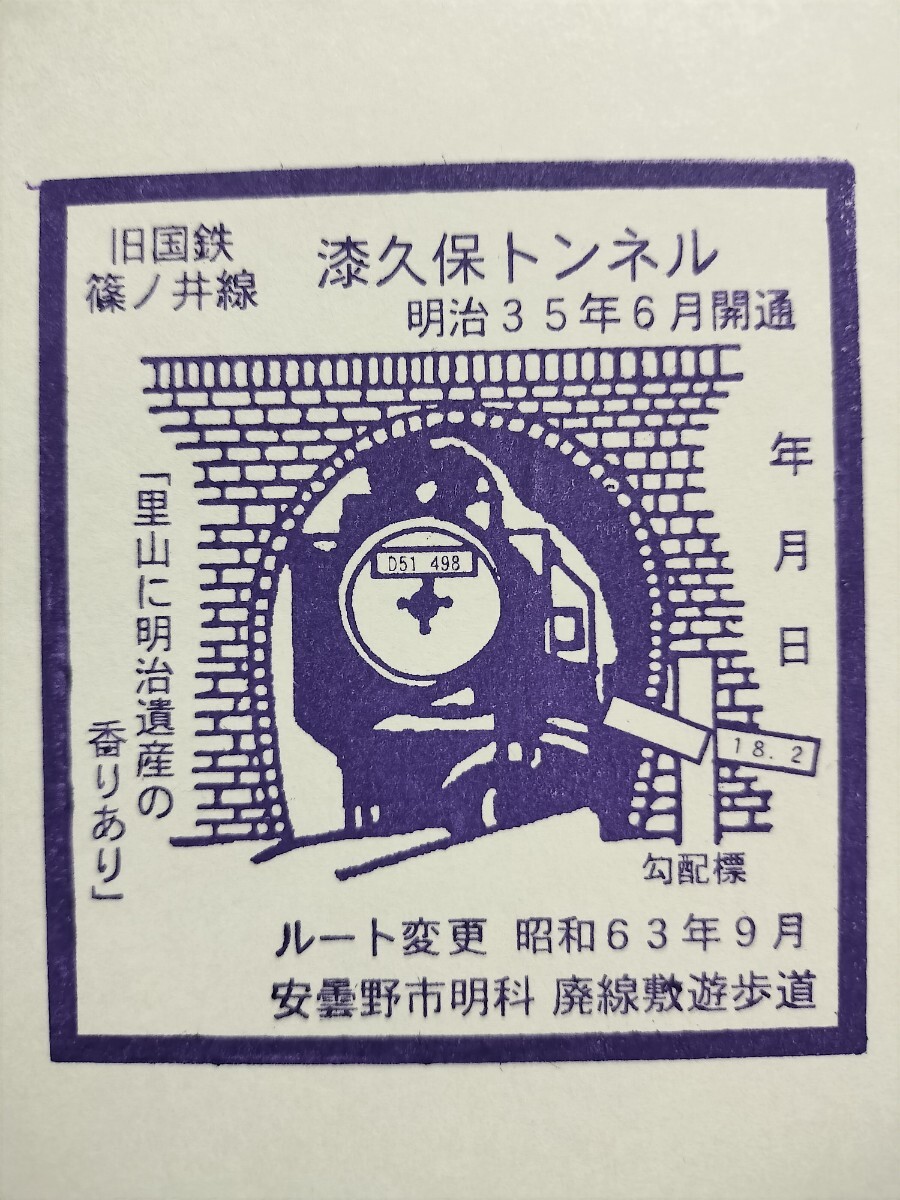 旧国鉄
篠ノ井線
漆久保トンネル
明治35年6月開通
年 月 日
「里山に明治遺産の
香りあり」
D51 498
18.2
勾配標
ルート変更 昭和63年9月
安曇野市明科 廃線敷遊歩道